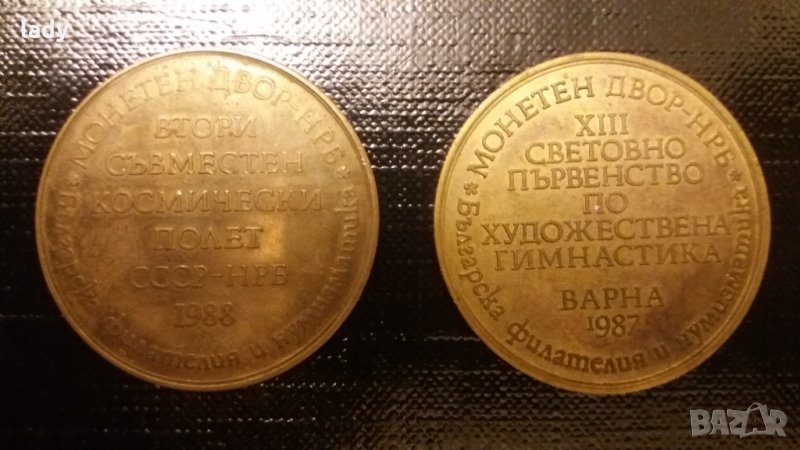 lady
МОНЕТЕН ДВОР-НРБ
ВТОРИ
СЪВМЕСТЕН
КОСМИЧЕСКИ
ПОЛЕТ
СССР-НРБ
1988
* Българска филателия и нумизматика *
МОНЕТЕН ДВОР-НРБ
XIII
СВЕТОВНО
ПЪРВЕНСТВО
ПО
ХУДОЖЕСТВЕНА
ГИМНАСТИКА
ВАРНА
1987
* Българска филателия и нумизматика *
BAZAR